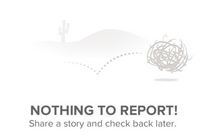 NOTHING TO REPORT!
Share a story and check back later.